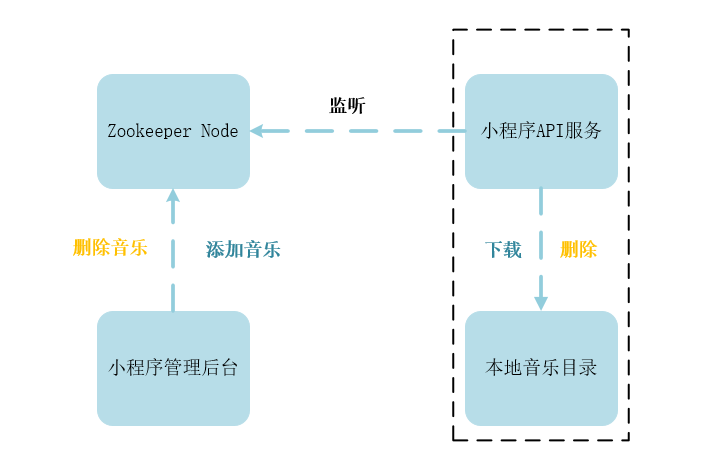 监听
Zookeeper Node
小程序API服务
删除音乐
添加音乐
下载
删除
小程序管理后台
本地音乐目录